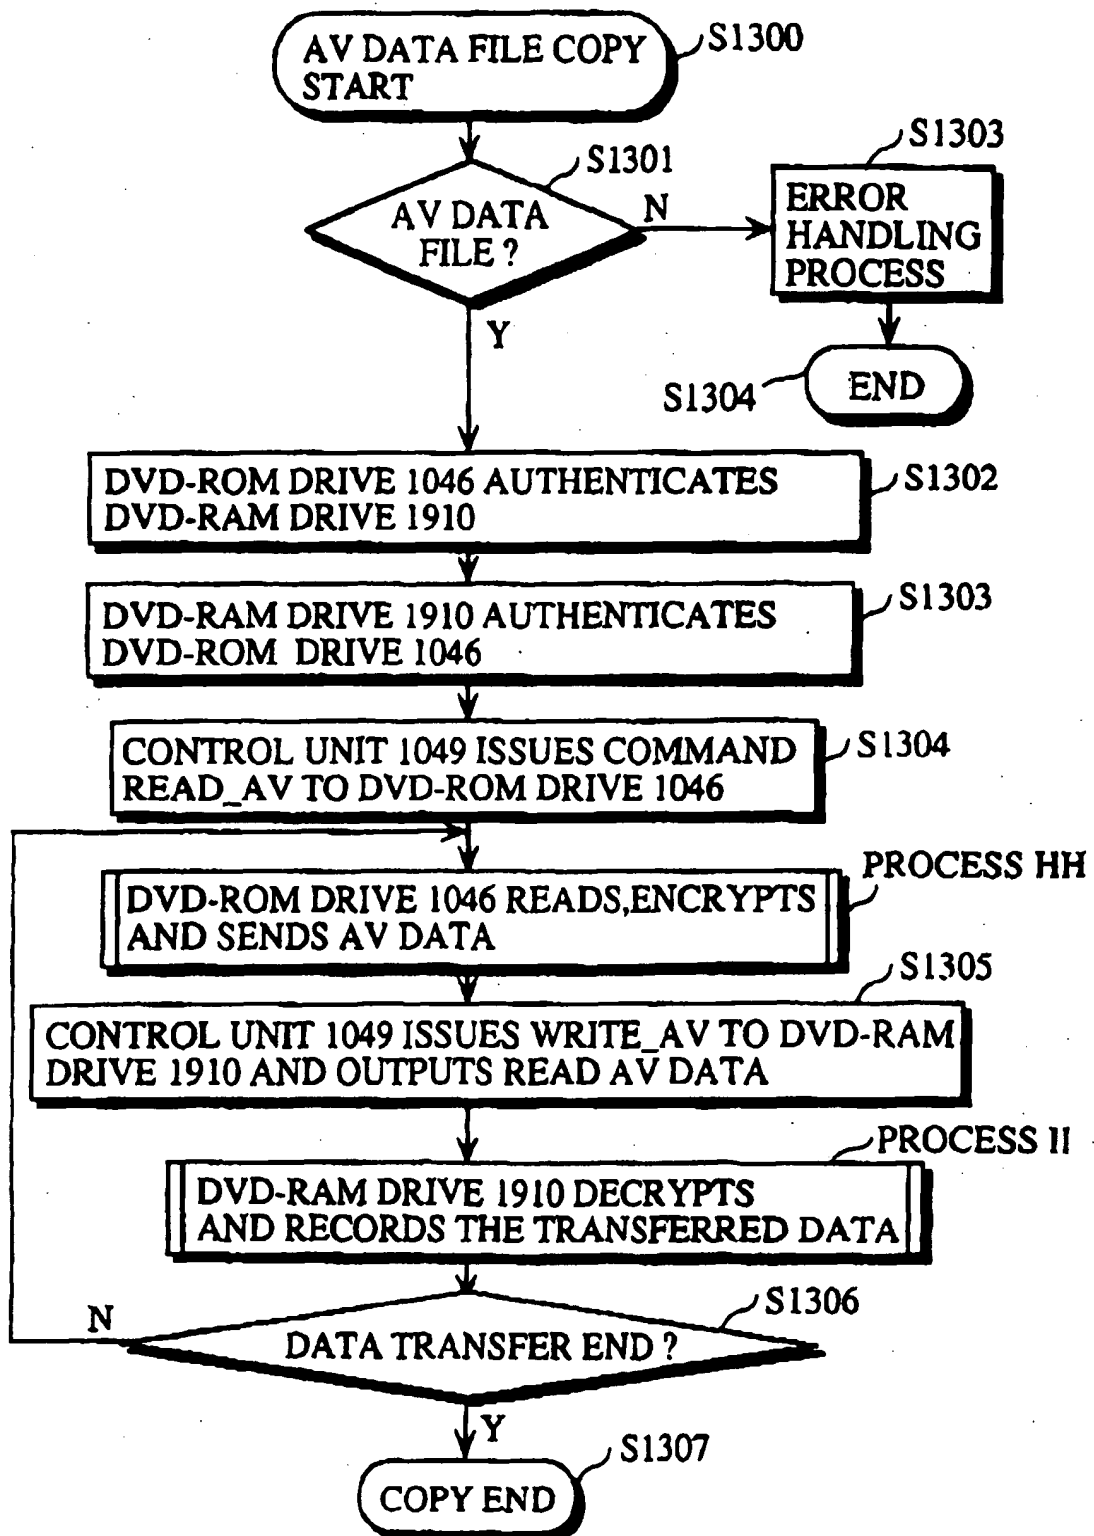 AV DATA FILE COPY
START
S1300
S1301
AV DATA
FILE ?
N
S1303
ERROR
HANDLING
PROCESS
Y
S1304
END
DVD-ROM DRIVE 1046 AUTHENTICATES
DVD-RAM DRIVE 1910
S1302
DVD-RAM DRIVE 1910 AUTHENTICATES
DVD-ROM DRIVE 1046
S1303
CONTROL UNIT 1049 ISSUES COMMAND
READ_AV TO DVD-ROM DRIVE 1046
S1304
PROCESS HH
DVD-ROM DRIVE 1046 READS,ENCRYPTS
AND SENDS AV DATA
S1305
CONTROL UNIT 1049 ISSUES WRITE_AV TO DVD-RAM
DRIVE 1910 AND OUTPUTS READ AV DATA
PROCESS II
DVD-RAM DRIVE 1910 DECRYPTS
AND RECORDS THE TRANSFERRED DATA
S1306
N
DATA TRANSFER END ?
Y
S1307
COPY END